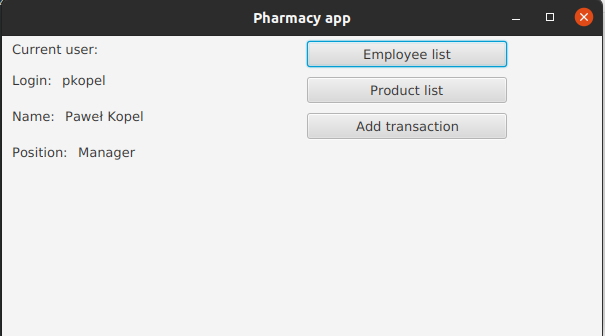 Pharmacy app
Current user:
Login: pkopel
Name: Paweł Kopel
Position: Manager
Employee list
Product list
Add transaction